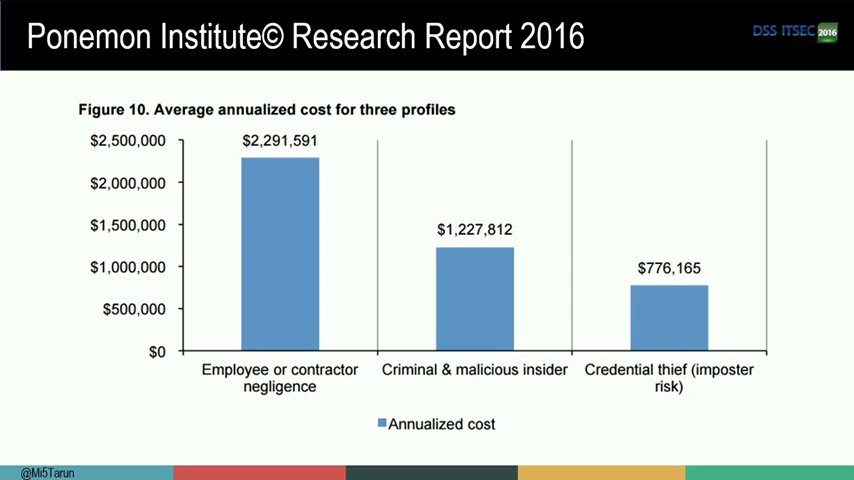 Ponemon Institute© Research Report 2016
DSS ITSEC 2016
Figure 10. Average annualized cost for three profiles
$2,500,000
$2,000,000
$1,500,000
$1,000,000
$500,000
$0
$2,291,591
$1,227,812
$776,165
Employee or contractor
negligence
Criminal & malicious insider
Credential thief (imposter
risk)
Annualized cost
@Mi5Tarun